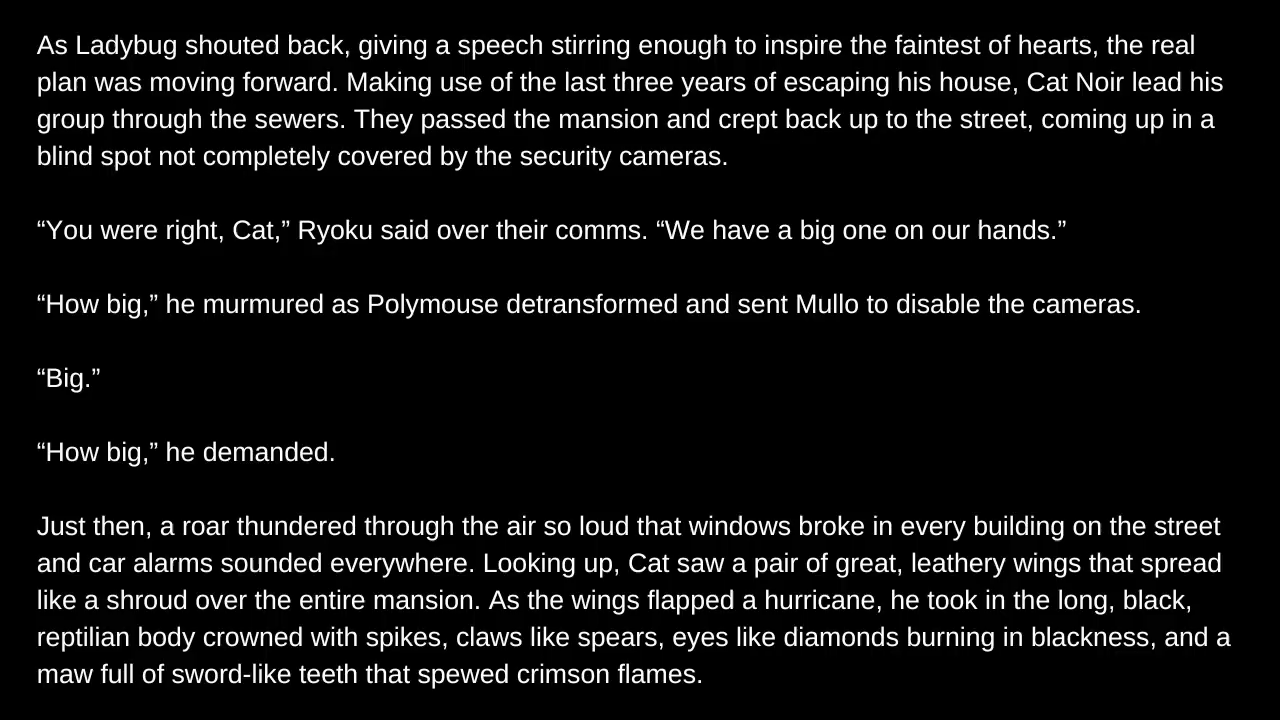 As Ladybug shouted back, giving a speech stirring enough to inspire the faintest of hearts, the real
plan was moving forward. Making use of the last three years of escaping his house, Cat Noir lead his
group through the sewers. They passed the mansion and crept back up to the street, coming up in a
blind spot not completely covered by the security cameras.
“You were right, Cat,” Ryoku said over their comms. “We have a big one on our hands.”
“How big,” he murmured as Polymouse detransformed and sent Mullo to disable the cameras.
“Big.”
“How big,” he demanded.
Just then, a roar thundered through the air so loud that windows broke in every building on the street
and car alarms sounded everywhere. Looking up, Cat saw a pair of great, leathery wings that spread
like a shroud over the entire mansion. As the wings flapped a hurricane, he took in the long, black,
reptilian body crowned with spikes, claws like spears, eyes like diamonds burning in blackness, and a
maw full of sword-like teeth that spewed crimson flames.